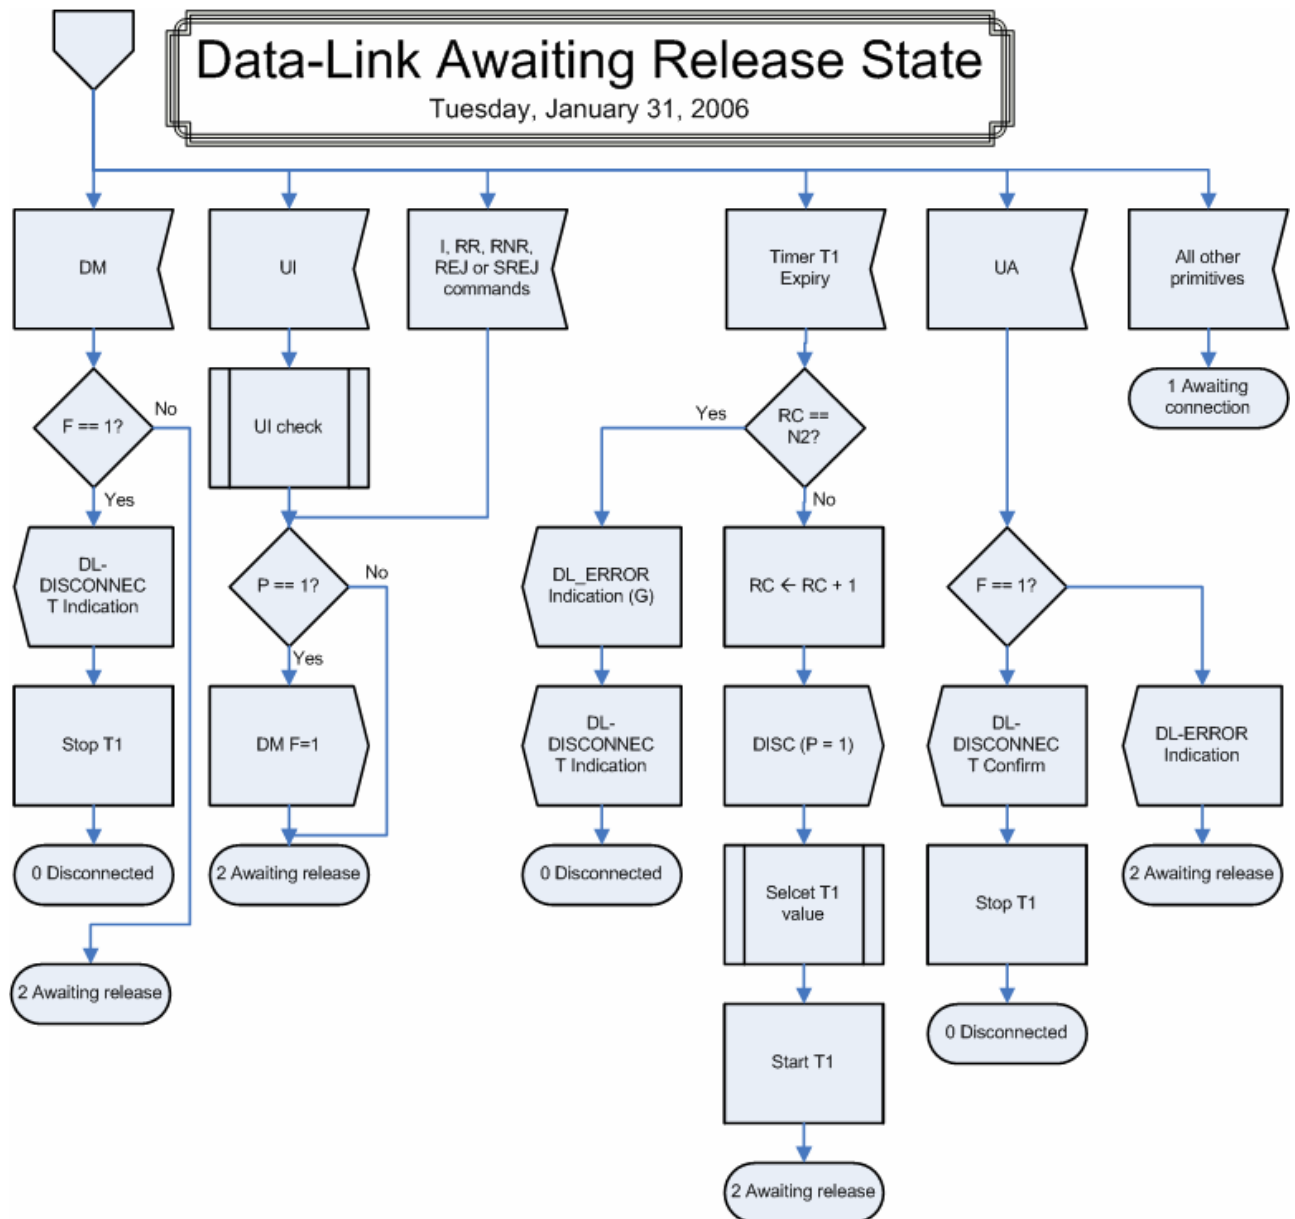 Data-Link Awaiting Release State
Tuesday, January 31, 2006
DM
UI
I, RR, RNR,
REJ or SREJ
commands
Timer T1
Expiry
UA
All other
primitives
F == 1?
No
Yes
UI check
Yes
RC ==
N2?
No
1 Awaiting
connection
DL-
DISCONNEC
T Indication
P == 1?
No
Yes
DL_ERROR
Indication (G)
RC ← RC + 1
F == 1?
Stop T1
DM F=1
DL-
DISCONNEC
T Indication
DISC (P = 1)
DL-
DISCONNEC
T Confirm
DL-ERROR
Indication
0 Disconnected
2 Awaiting release
0 Disconnected
Selcet T1
value
Stop T1
2 Awaiting release
2 Awaiting release
Start T1
0 Disconnected
2 Awaiting release